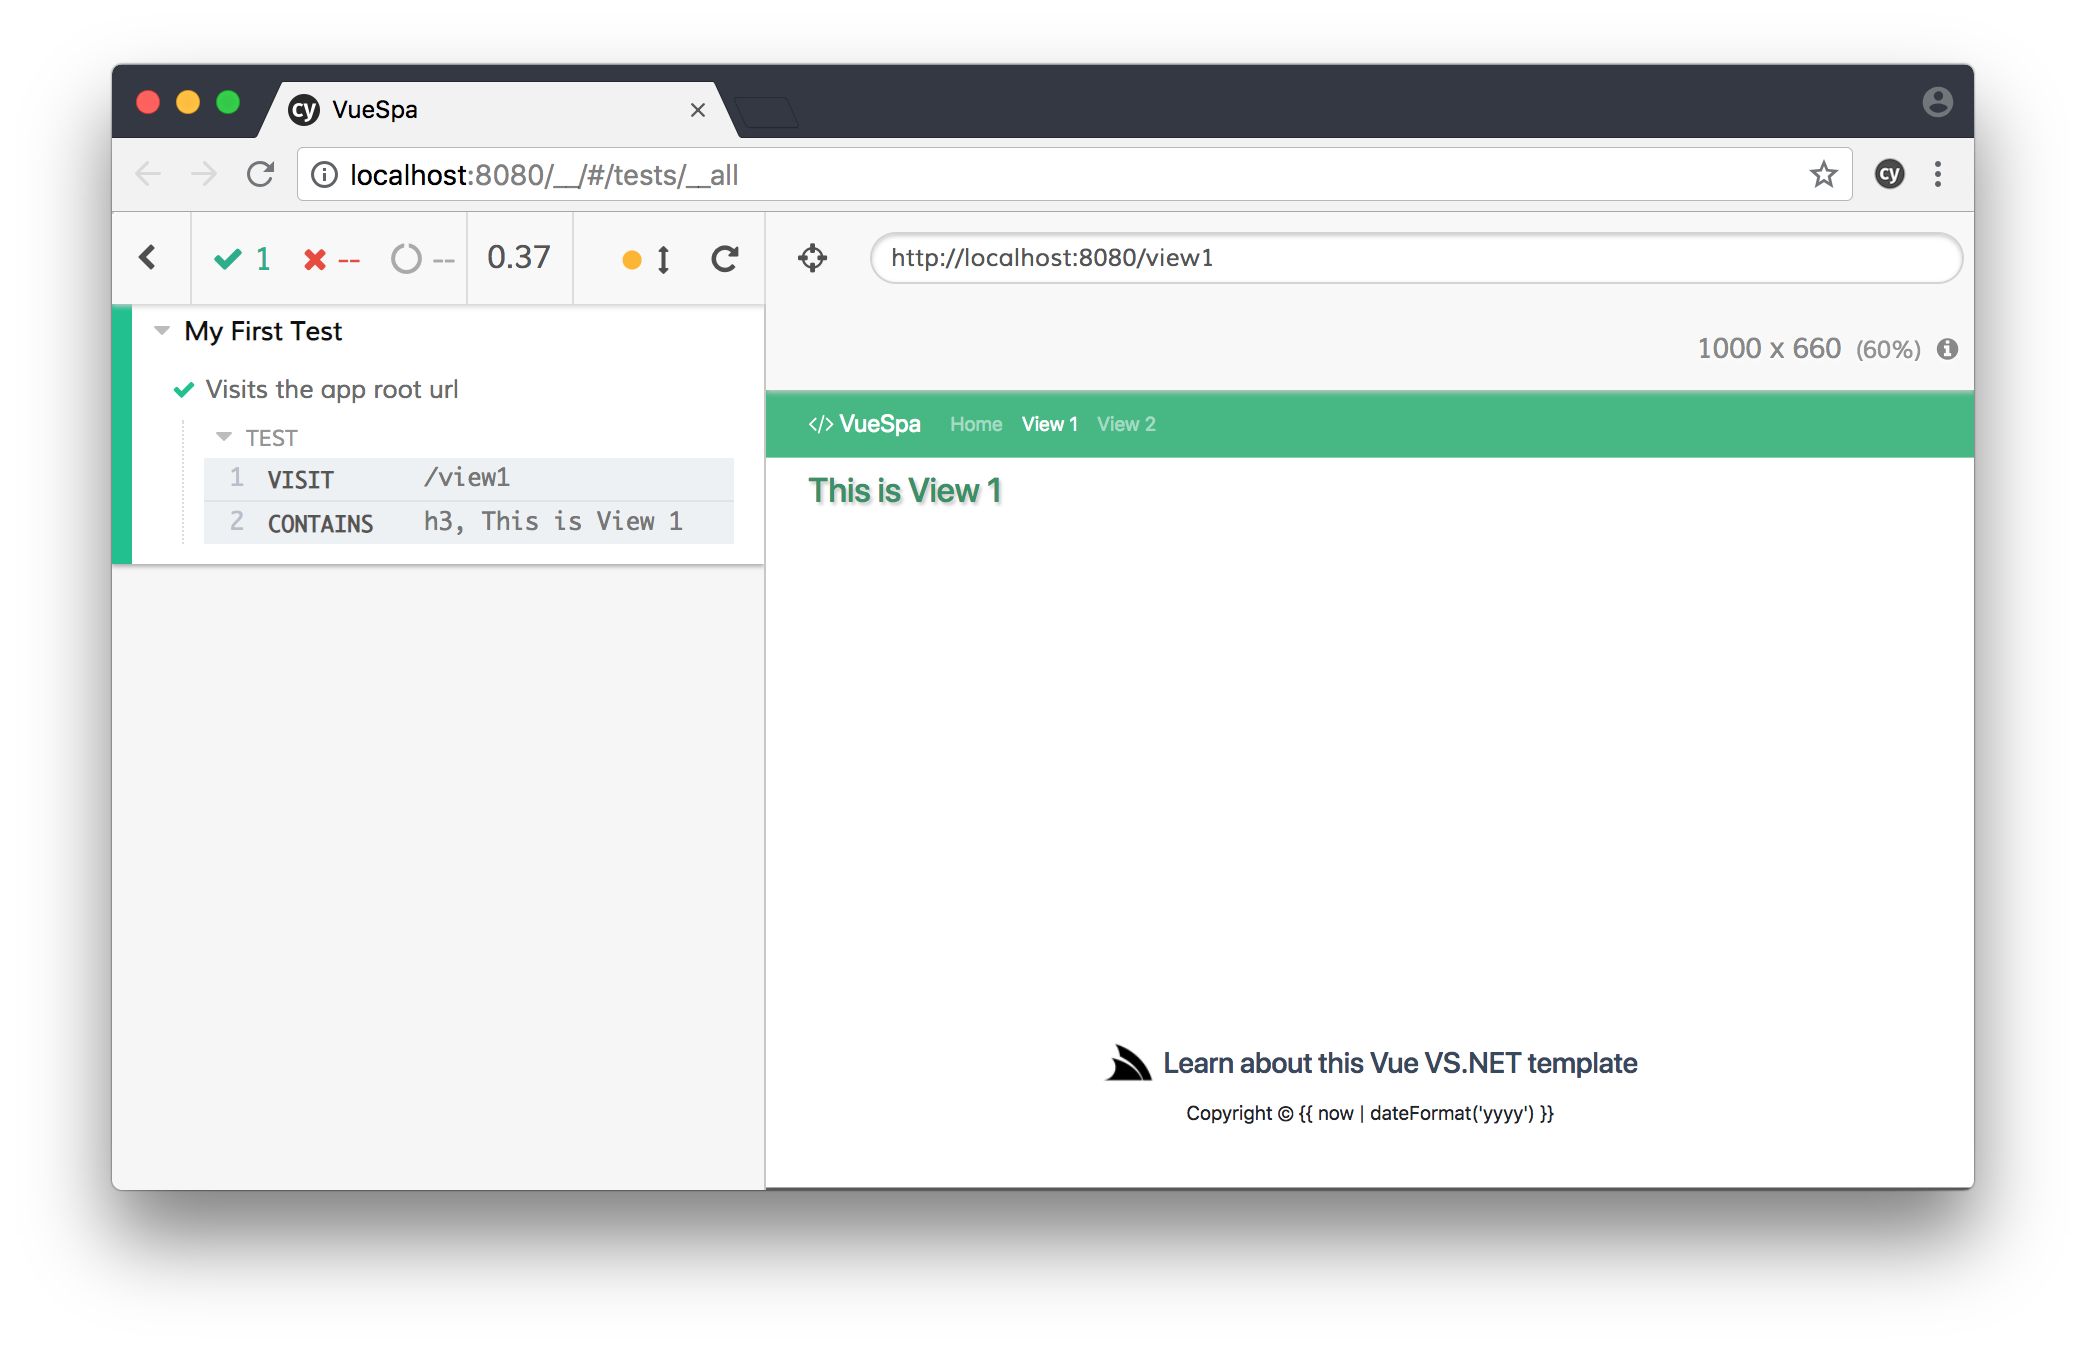 cy VueSpa
localhost:8080/__/#/tests/__all cy
1 -- -- 0.37
http://localhost:8080/view1
1000 x 660 (60%)
My First Test
Visits the app root url
TEST
1 VISIT /view1
2 CONTAINS h3, This is View 1
</> VueSpa Home View 1 View 2
This is View 1
Learn about this Vue VS.NET template
Copyright © {{ now | dateFormat('yyyy') }}